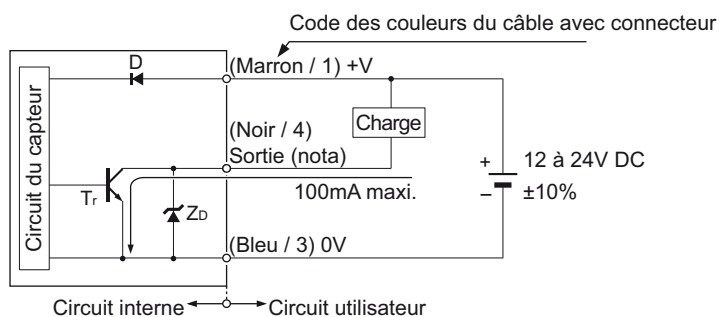 Code des couleurs du câble avec connecteur
D
(Marron / 1) +V
Circuit du capteur
(Noir / 4)
Charge
Sortie (nota)
+ 12 à 24V DC
Tr
100mA maxi.
– ±10%
ZD
(Bleu / 3) 0V
Circuit interne
Circuit utilisateur